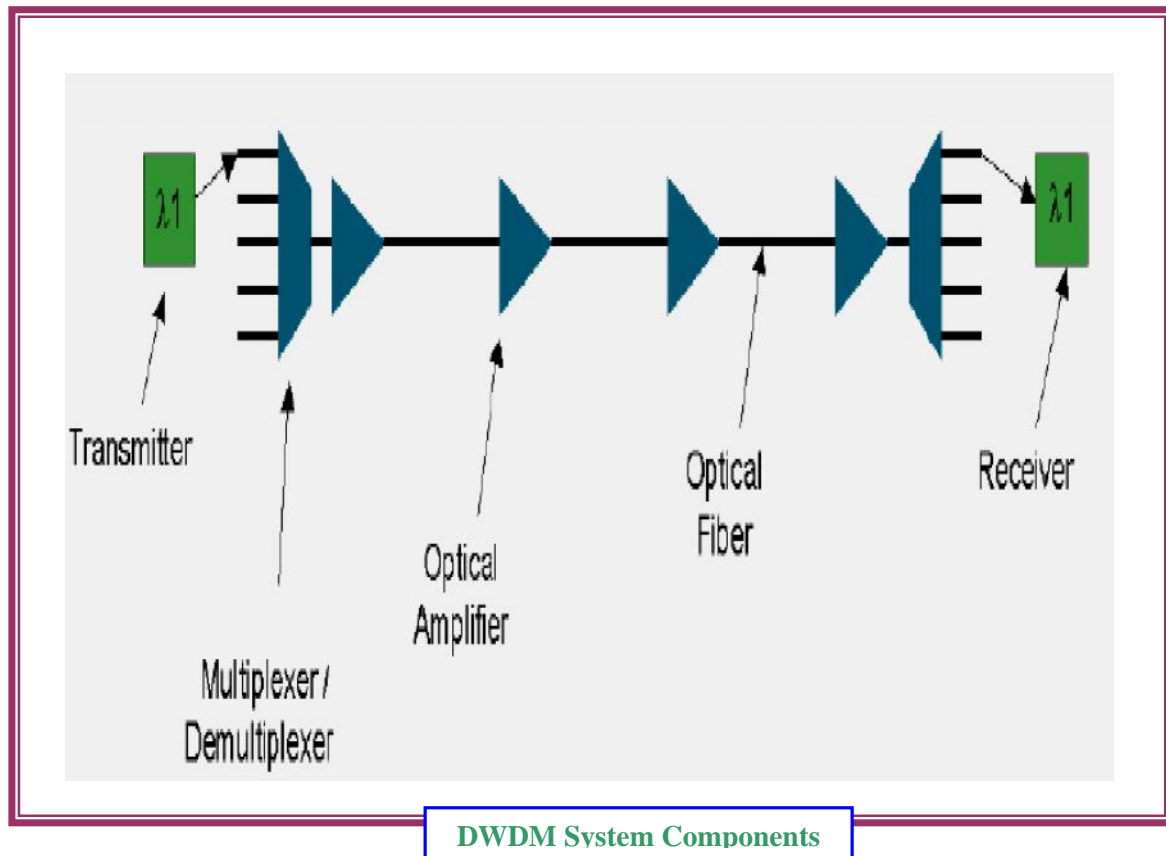 λ1
λ1
Transmitter
Multiplexer /
Demultiplexer
Optical
Amplifier
Optical
Fiber
Receiver
DWDM System Components